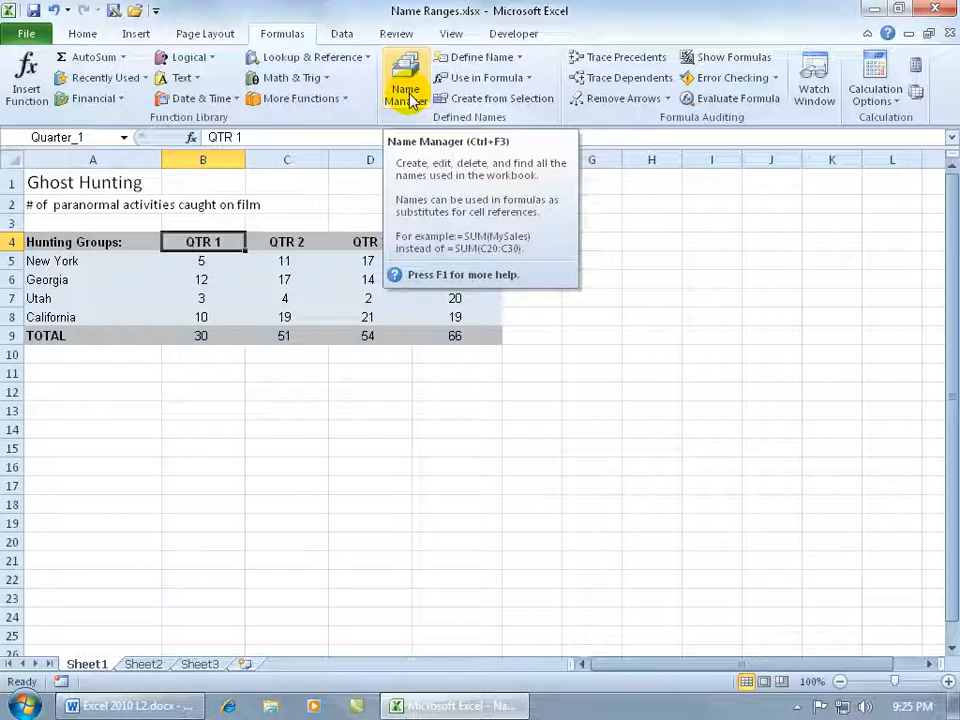 Name Ranges.xlsx - Microsoft Excel
File Home Insert Page Layout Formulas Data Review View Developer
Insert Function
AutoSum
Recently Used
Financial
Logical
Text
Date & Time
Lookup & Reference
Math & Trig
More Functions
Function Library
Name Manager
Define Name
Use in Formula
Create from Selection
Defined Names
Trace Precedents
Trace Dependents
Remove Arrows
Show Formulas
Error Checking
Evaluate Formula
Formula Auditing
Watch Window
Calculation Options
Calculation
Quarter_1 fx QTR 1
Name Manager (Ctrl+F3)
Create, edit, delete, and find all the
names used in the workbook.
Names can be used in formulas as
substitutes for cell references.
For example:=SUM(MySales)
instead of =SUM(C20:C30).
Press F1 for more help.
A B C D G H I J K L
1 Ghost Hunting
2 # of paranormal activities caught on film
3
4 Hunting Groups: QTR 1 QTR 2 QTR
5 New York 5 11 17
6 Georgia 12 17 14
7 Utah 3 4 2 20
8 California 10 19 21 19
9 TOTAL 30 51 54 66
10
11
12
13
14
15
16
17
18
19
20
21
22
23
24
25
26
Sheet1 Sheet2 Sheet3
Ready 100%
Excel 2010 L2.docx - ... Microsoft Excel - Na... 9:25 PM